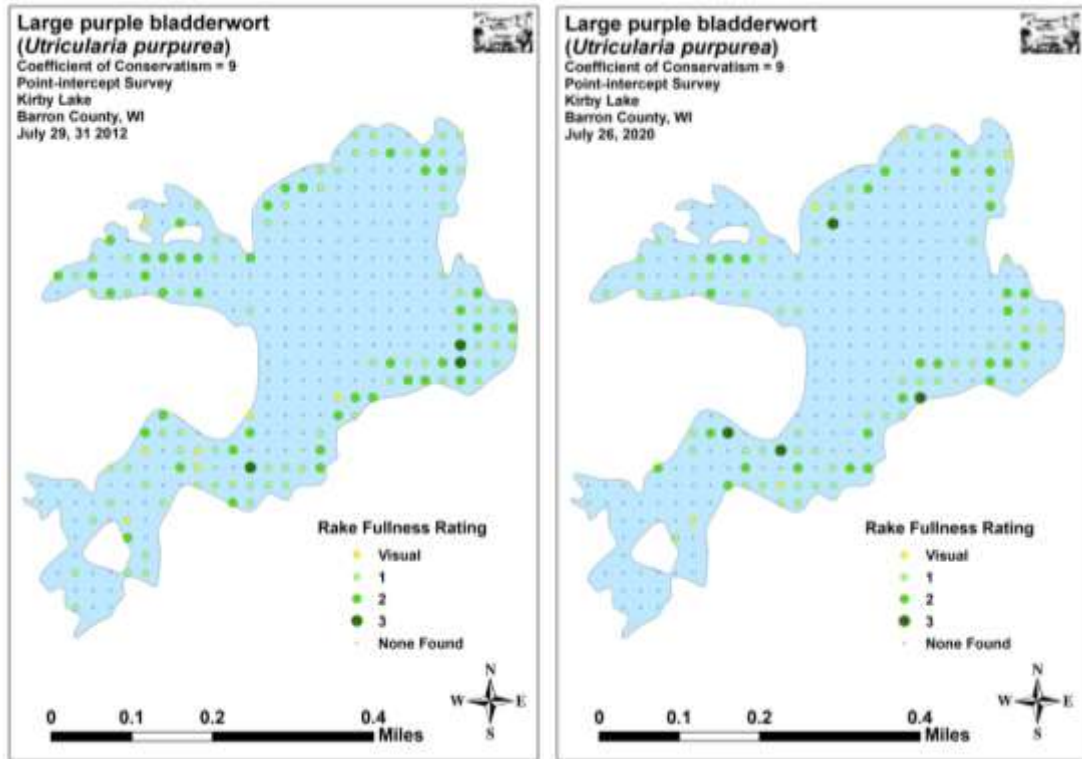 Large purple bladderwort
(Utricularia purpurea)
Coefficient of Conservatism = 9
Point-intercept Survey
Kirby Lake
Barron County, WI
July 29, 31 2012
Rake Fullness Rating
Visual
1
2
3
None Found
N
W E
S
0 0.1 0.2 0.4
Miles
Large purple bladderwort
(Utricularia purpurea)
Coefficient of Conservatism = 9
Point-intercept Survey
Kirby Lake
Barron County, WI
July 26, 2020
Rake Fullness Rating
Visual
1
2
3
None Found
N
W E
S
0 0.1 0.2 0.4
Miles